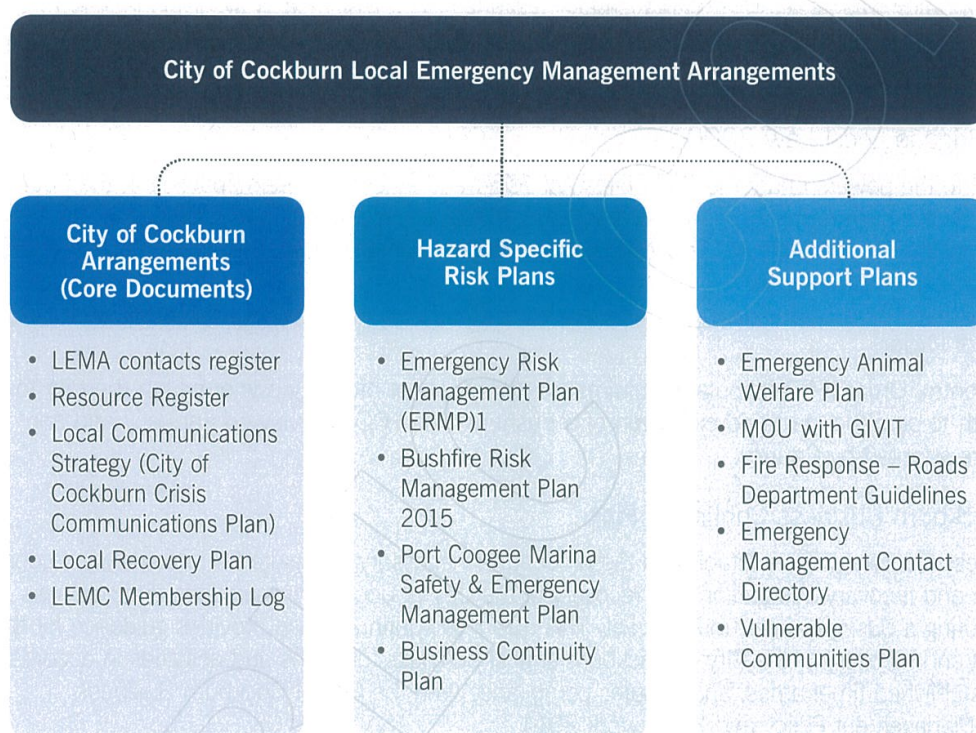 City of Cockburn Local Emergency Management Arrangements
City of Cockburn
Arrangements
(Core Documents)
• LEMA contacts register
• Resource Register
• Local Communications
Strategy (City of
Cockburn Crisis
Communications Plan)
• Local Recovery Plan
• LEMC Membership Log
Hazard Specific
Risk Plans
• Emergency Risk
Management Plan
(ERMP)1
• Bushfire Risk
Management Plan
2015
• Port Coogee Marina
Safety & Emergency
Management Plan
• Business Continuity
Plan
Additional
Support Plans
• Emergency Animal
Welfare Plan
• MOU with GIVIT
• Fire Response – Roads
Department Guidelines
• Emergency
Management Contact
Directory
• Vulnerable
Communities Plan